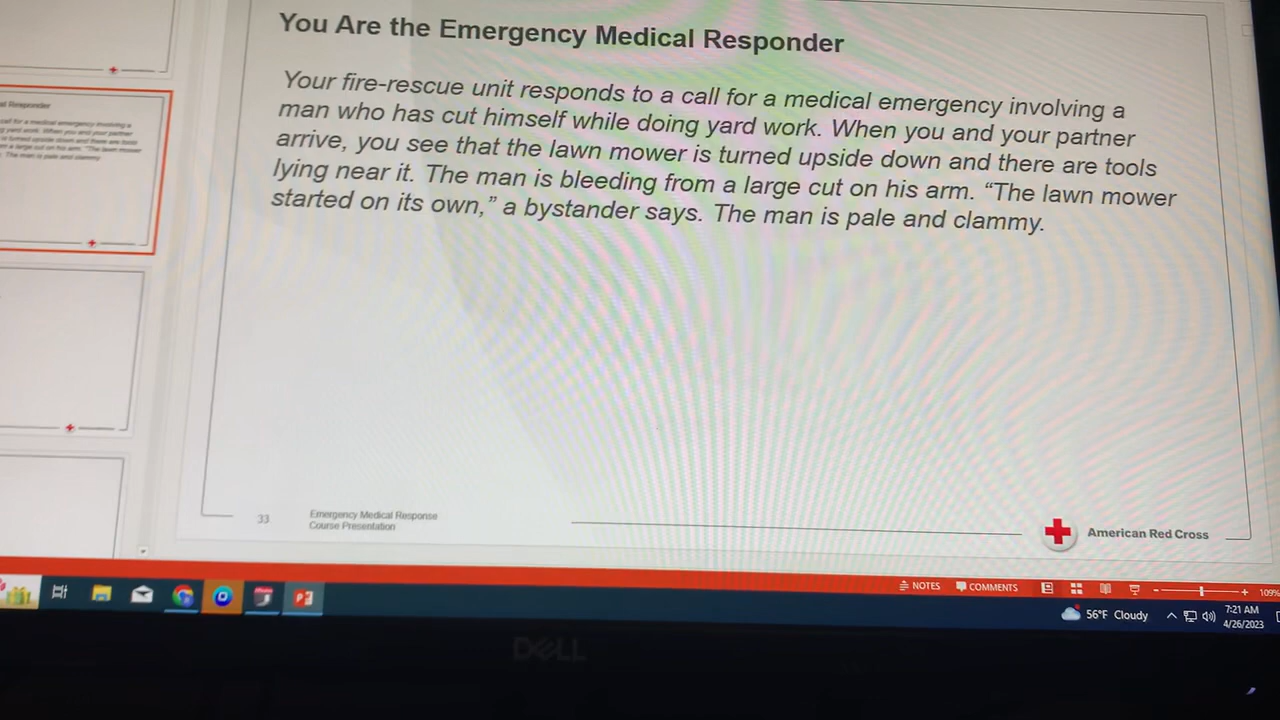 You Are the Emergency Medical Responder
Your fire-rescue unit responds to a call for a medical emergency involving a
man who has cut himself while doing yard work. When you and your partner
arrive, you see that the lawn mower is turned upside down and there are tools
lying near it. The man is bleeding from a large cut on his arm. “The lawn mower
started on its own,” a bystander says. The man is pale and clammy.
33
Emergency Medical Response
Course Presentation
American Red Cross
NOTES
COMMENTS
109%
56°F Cloudy
7:21 AM
4/26/2023
DELL